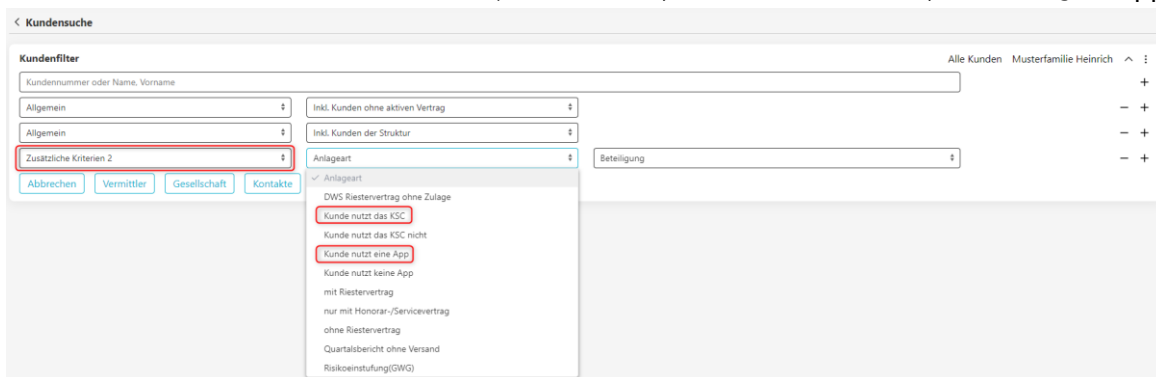 Kundensuche
Kundenfilter Alle Kunden Musterfamilie Heinrich
Kundennummer oder Name, Vorname
Allgemein Inkl. Kunden ohne aktiven Vertrag
Allgemein Inkl. Kunden der Struktur
Zusätzliche Kriterien 2 Anlageart Beteiligung
Abbrechen Vermittler Gesellschaft Kontakte
Anlageart
DWS Riestervertrag ohne Zulage
Kunde nutzt das KSC
Kunde nutzt das KSC nicht
Kunde nutzt eine App
Kunde nutzt keine App
mit Riestervertrag
nur mit Honorar-/Servicevertrag
ohne Riestervertrag
Quartalsbericht ohne Versand
Risikoeinstufung(GWG)